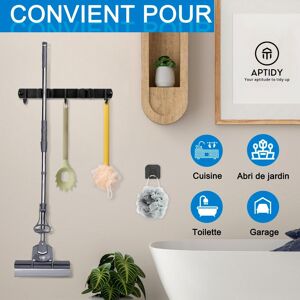 CONVIENT POUR
APTIDY
Your aptitude to tidy up
Cuisine
Abri de jardin
Toilette
Garage